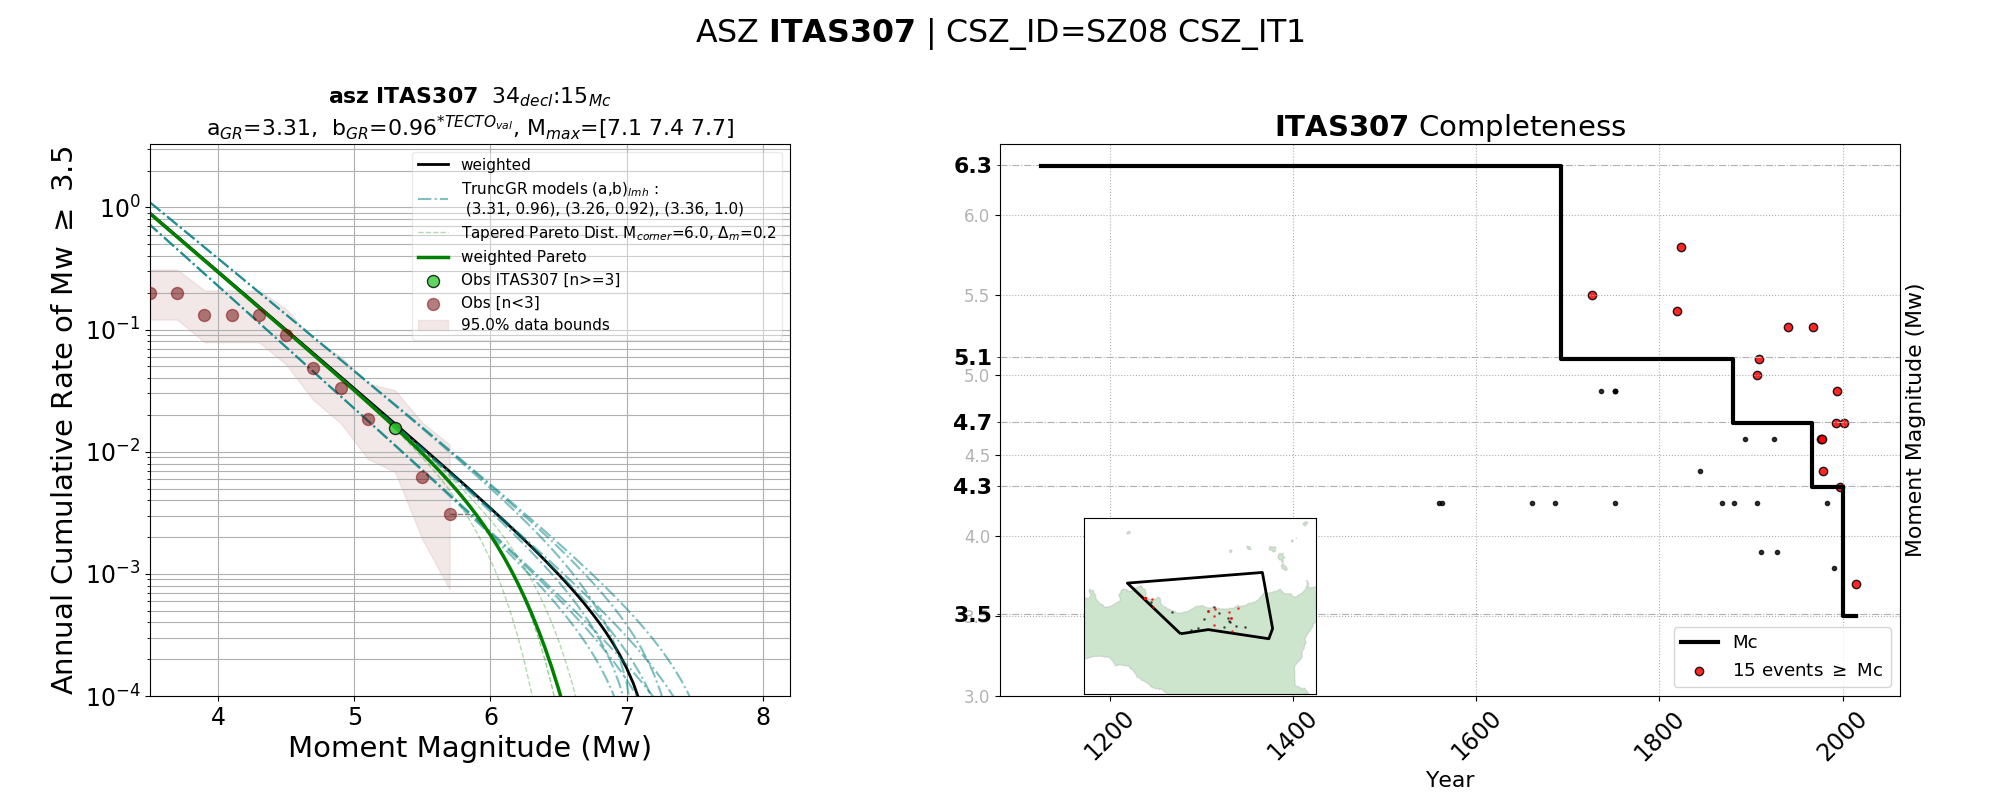 ASZ ITAS307 | CSZ_ID=SZ08 CSZ_IT1
asz ITAS307 34decl:15Mc
aGR=3.31, bGR=0.96*TECTOval, Mmax=[7.1 7.4 7.7]
Annual Cumulative Rate of Mw ≥ 3.5
10^0
10^-1
10^-2
10^-3
10^-4
weighted
TruncGR models (a,b)lmh :
(3.31, 0.96), (3.26, 0.92), (3.36, 1.0)
Tapered Pareto Dist. Mcorner=6.0, Δm=0.2
weighted Pareto
Obs ITAS307 [n>=3]
Obs [n<3]
95.0% data bounds
4 5 6 7 8
Moment Magnitude (Mw)
ITAS307 Completeness
6.3
6.0
5.5
5.1
5.0
4.7
4.5
4.3
4.0
3.5
3.5
3.0
Moment Magnitude (Mw)
Mc
15 events ≥ Mc
1200 1400 1600 1800 2000
Year